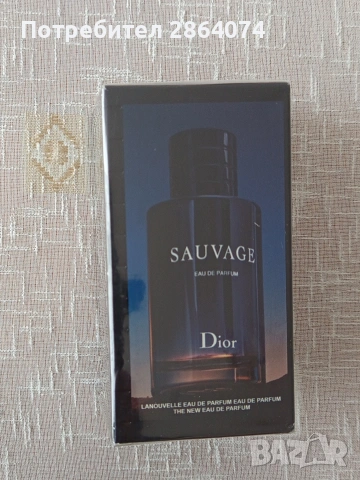 Потребител 2864074
SAUVAGE
EAU DE PARFUM
Dior
LANOUVELLE EAU DE PARFUM EAU DE PARFUM
THE NEW EAU DE PARFUM
BAZAR